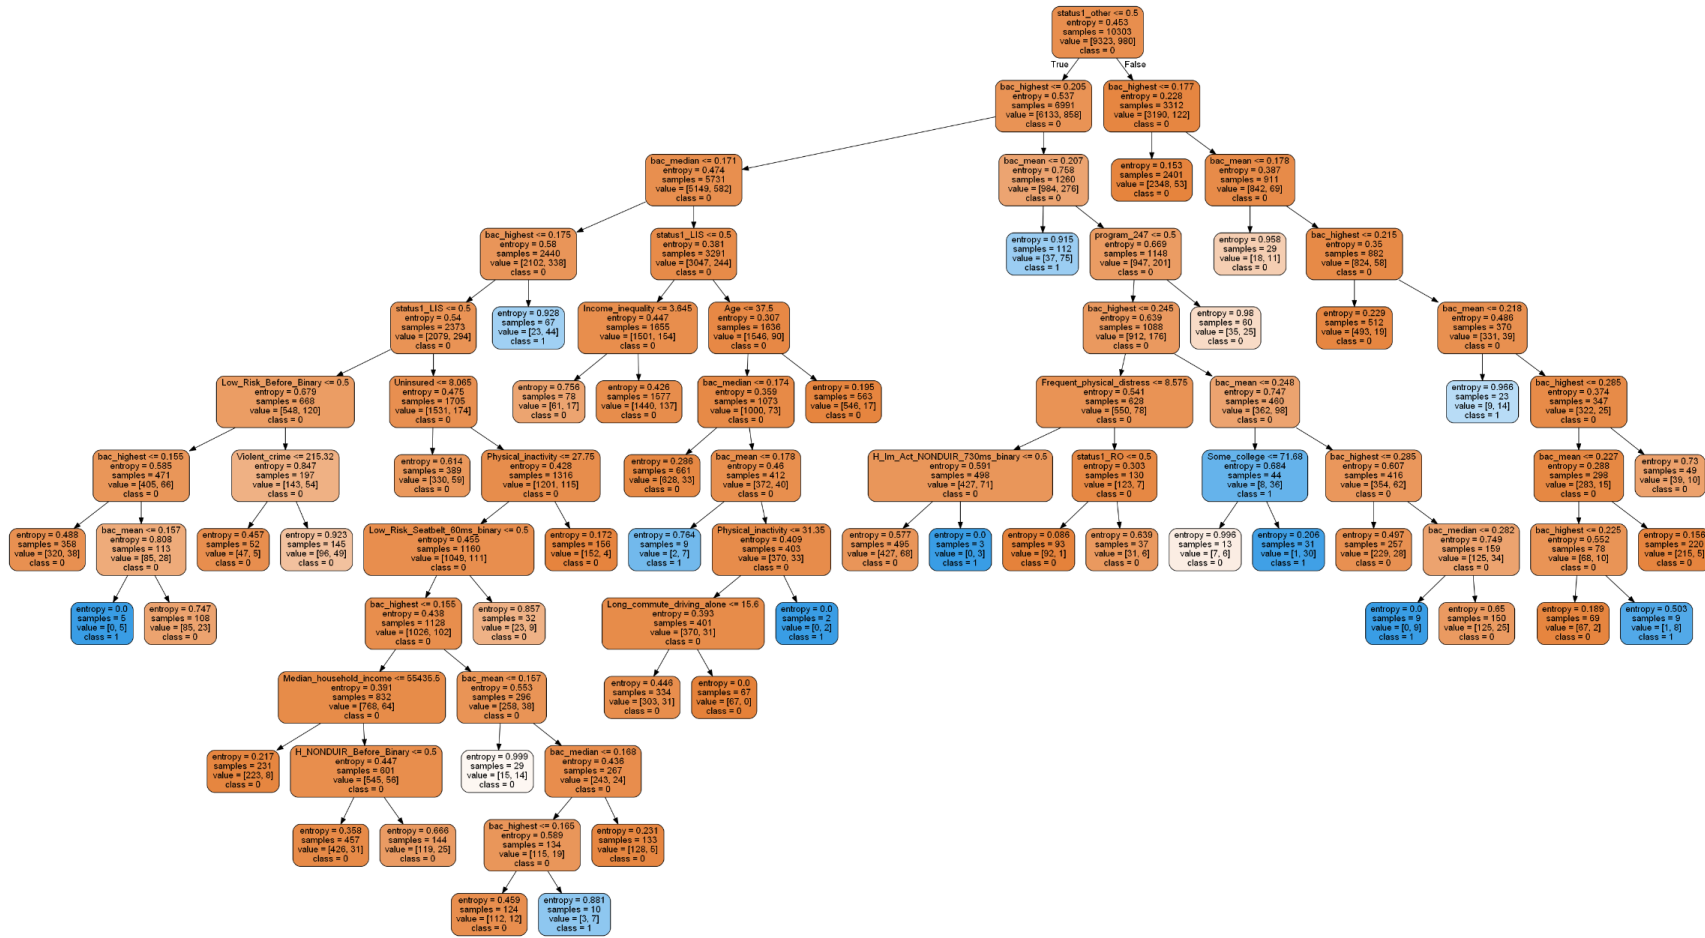 status1_other <= 0.5
entropy = 0.453
samples = 10303
value = [9323, 980]
class = 0
True
False
bac_highest <= 0.205
entropy = 0.537
samples = 6991
value = [6133, 858]
class = 0
bac_highest <= 0.177
entropy = 0.228
samples = 3312
value = [3190, 122]
class = 0
bac_median <= 0.171
entropy = 0.474
samples = 5731
value = [5149, 582]
class = 0
bac_mean <= 0.207
entropy = 0.758
samples = 1260
value = [984, 276]
class = 0
entropy = 0.153
samples = 2401
value = [2348, 53]
class = 0
bac_mean <= 0.178
entropy = 0.387
samples = 911
value = [842, 69]
class = 0
bac_highest <= 0.175
entropy = 0.58
samples = 2440
value = [2102, 338]
class = 0
status1_LIS <= 0.5
entropy = 0.381
samples = 3291
value = [3047, 244]
class = 0
entropy = 0.915
samples = 112
value = [37, 75]
class = 1
program_247 <= 0.5
entropy = 0.669
samples = 1148
value = [947, 201]
class = 0
entropy = 0.958
samples = 29
value = [18, 11]
class = 0
bac_highest <= 0.215
entropy = 0.35
samples = 882
value = [824, 58]
class = 0
status1_LIS <= 0.5
entropy = 0.54
samples = 2373
value = [2079, 294]
class = 0
entropy = 0.928
samples = 67
value = [23, 44]
class = 1
Income_inequality <= 3.645
entropy = 0.447
samples = 1655
value = [1501, 154]
class = 0
Age <= 37.5
entropy = 0.307
samples = 1636
value = [1546, 90]
class = 0
bac_highest <= 0.245
entropy = 0.639
samples = 1088
value = [912, 176]
class = 0
entropy = 0.98
samples = 60
value = [35, 25]
class = 0
entropy = 0.229
samples = 512
value = [493, 19]
class = 0
bac_mean <= 0.218
entropy = 0.486
samples = 370
value = [331, 39]
class = 0
Low_Risk_Before_Binary <= 0.5
entropy = 0.679
samples = 668
value = [548, 120]
class = 0
Uninsured <= 8.065
entropy = 0.475
samples = 1705
value = [1531, 174]
class = 0
entropy = 0.756
samples = 78
value = [61, 17]
class = 0
entropy = 0.426
samples = 1577
value = [1440, 137]
class = 0
bac_median <= 0.174
entropy = 0.359
samples = 1073
value = [1000, 73]
class = 0
entropy = 0.195
samples = 563
value = [546, 17]
class = 0
Frequent_physical_distress <= 8.575
entropy = 0.541
samples = 628
value = [550, 78]
class = 0
bac_mean <= 0.248
entropy = 0.747
samples = 460
value = [362, 98]
class = 0
entropy = 0.966
samples = 23
value = [9, 14]
class = 1
bac_highest <= 0.285
entropy = 0.374
samples = 347
value = [322, 25]
class = 0
bac_highest <= 0.155
entropy = 0.585
samples = 471
value = [405, 66]
class = 0
Violent_crime <= 215.32
entropy = 0.847
samples = 197
value = [143, 54]
class = 0
entropy = 0.614
samples = 389
value = [330, 59]
class = 0
Physical_inactivity <= 27.75
entropy = 0.428
samples = 1316
value = [1201, 115]
class = 0
entropy = 0.286
samples = 661
value = [628, 33]
class = 0
bac_mean <= 0.178
entropy = 0.46
samples = 412
value = [372, 40]
class = 0
H_Im_Act_NONDUIR_730ms_binary <= 0.5
entropy = 0.591
samples = 498
value = [427, 71]
class = 0
status1_RO <= 0.5
entropy = 0.303
samples = 130
value = [123, 7]
class = 0
Some_college <= 71.68
entropy = 0.684
samples = 44
value = [8, 36]
class = 1
bac_highest <= 0.285
entropy = 0.607
samples = 416
value = [354, 62]
class = 0
bac_mean <= 0.227
entropy = 0.288
samples = 298
value = [283, 15]
class = 0
entropy = 0.73
samples = 49
value = [39, 10]
class = 0
entropy = 0.488
samples = 358
value = [320, 38]
class = 0
bac_mean <= 0.157
entropy = 0.808
samples = 113
value = [85, 28]
class = 0
entropy = 0.457
samples = 52
value = [47, 5]
class = 0
entropy = 0.923
samples = 145
value = [96, 49]
class = 0
Low_Risk_Seatbelt_60ms_binary <= 0.5
entropy = 0.455
samples = 1160
value = [1049, 111]
class = 0
entropy = 0.172
samples = 156
value = [152, 4]
class = 0
entropy = 0.764
samples = 9
value = [2, 7]
class = 1
Physical_inactivity <= 31.35
entropy = 0.409
samples = 403
value = [370, 33]
class = 0
entropy = 0.577
samples = 495
value = [427, 68]
class = 0
entropy = 0.0
samples = 3
value = [0, 3]
class = 1
entropy = 0.086
samples = 93
value = [92, 1]
class = 0
entropy = 0.639
samples = 37
value = [31, 6]
class = 0
entropy = 0.996
samples = 13
value = [7, 6]
class = 0
entropy = 0.206
samples = 31
value = [1, 30]
class = 1
entropy = 0.497
samples = 257
value = [229, 28]
class = 0
bac_median <= 0.282
entropy = 0.749
samples = 159
value = [125, 34]
class = 0
bac_highest <= 0.225
entropy = 0.552
samples = 78
value = [68, 10]
class = 0
entropy = 0.156
samples = 220
value = [215, 5]
class = 0
entropy = 0.0
samples = 5
value = [0, 5]
class = 1
entropy = 0.747
samples = 108
value = [85, 23]
class = 0
bac_highest <= 0.155
entropy = 0.438
samples = 1128
value = [1026, 102]
class = 0
entropy = 0.857
samples = 32
value = [23, 9]
class = 0
Long_commute_driving_alone <= 15.6
entropy = 0.393
samples = 401
value = [370, 31]
class = 0
entropy = 0.0
samples = 2
value = [0, 2]
class = 1
entropy = 0.0
samples = 9
value = [0, 9]
class = 1
entropy = 0.65
samples = 150
value = [125, 25]
class = 0
entropy = 0.189
samples = 69
value = [67, 2]
class = 0
entropy = 0.503
samples = 9
value = [1, 8]
class = 1
Median_household_income <= 55435.5
entropy = 0.391
samples = 832
value = [768, 64]
class = 0
bac_mean <= 0.157
entropy = 0.553
samples = 296
value = [258, 38]
class = 0
entropy = 0.446
samples = 334
value = [303, 31]
class = 0
entropy = 0.0
samples = 67
value = [67, 0]
class = 0
entropy = 0.217
samples = 231
value = [223, 8]
class = 0
H_NONDUIR_Before_Binary <= 0.5
entropy = 0.447
samples = 601
value = [545, 56]
class = 0
entropy = 0.999
samples = 29
value = [15, 14]
class = 0
bac_median <= 0.168
entropy = 0.436
samples = 267
value = [243, 24]
class = 0
entropy = 0.358
samples = 457
value = [426, 31]
class = 0
entropy = 0.666
samples = 144
value = [119, 25]
class = 0
bac_highest <= 0.165
entropy = 0.589
samples = 134
value = [115, 19]
class = 0
entropy = 0.231
samples = 133
value = [128, 5]
class = 0
entropy = 0.459
samples = 124
value = [112, 12]
class = 0
entropy = 0.881
samples = 10
value = [3, 7]
class = 1